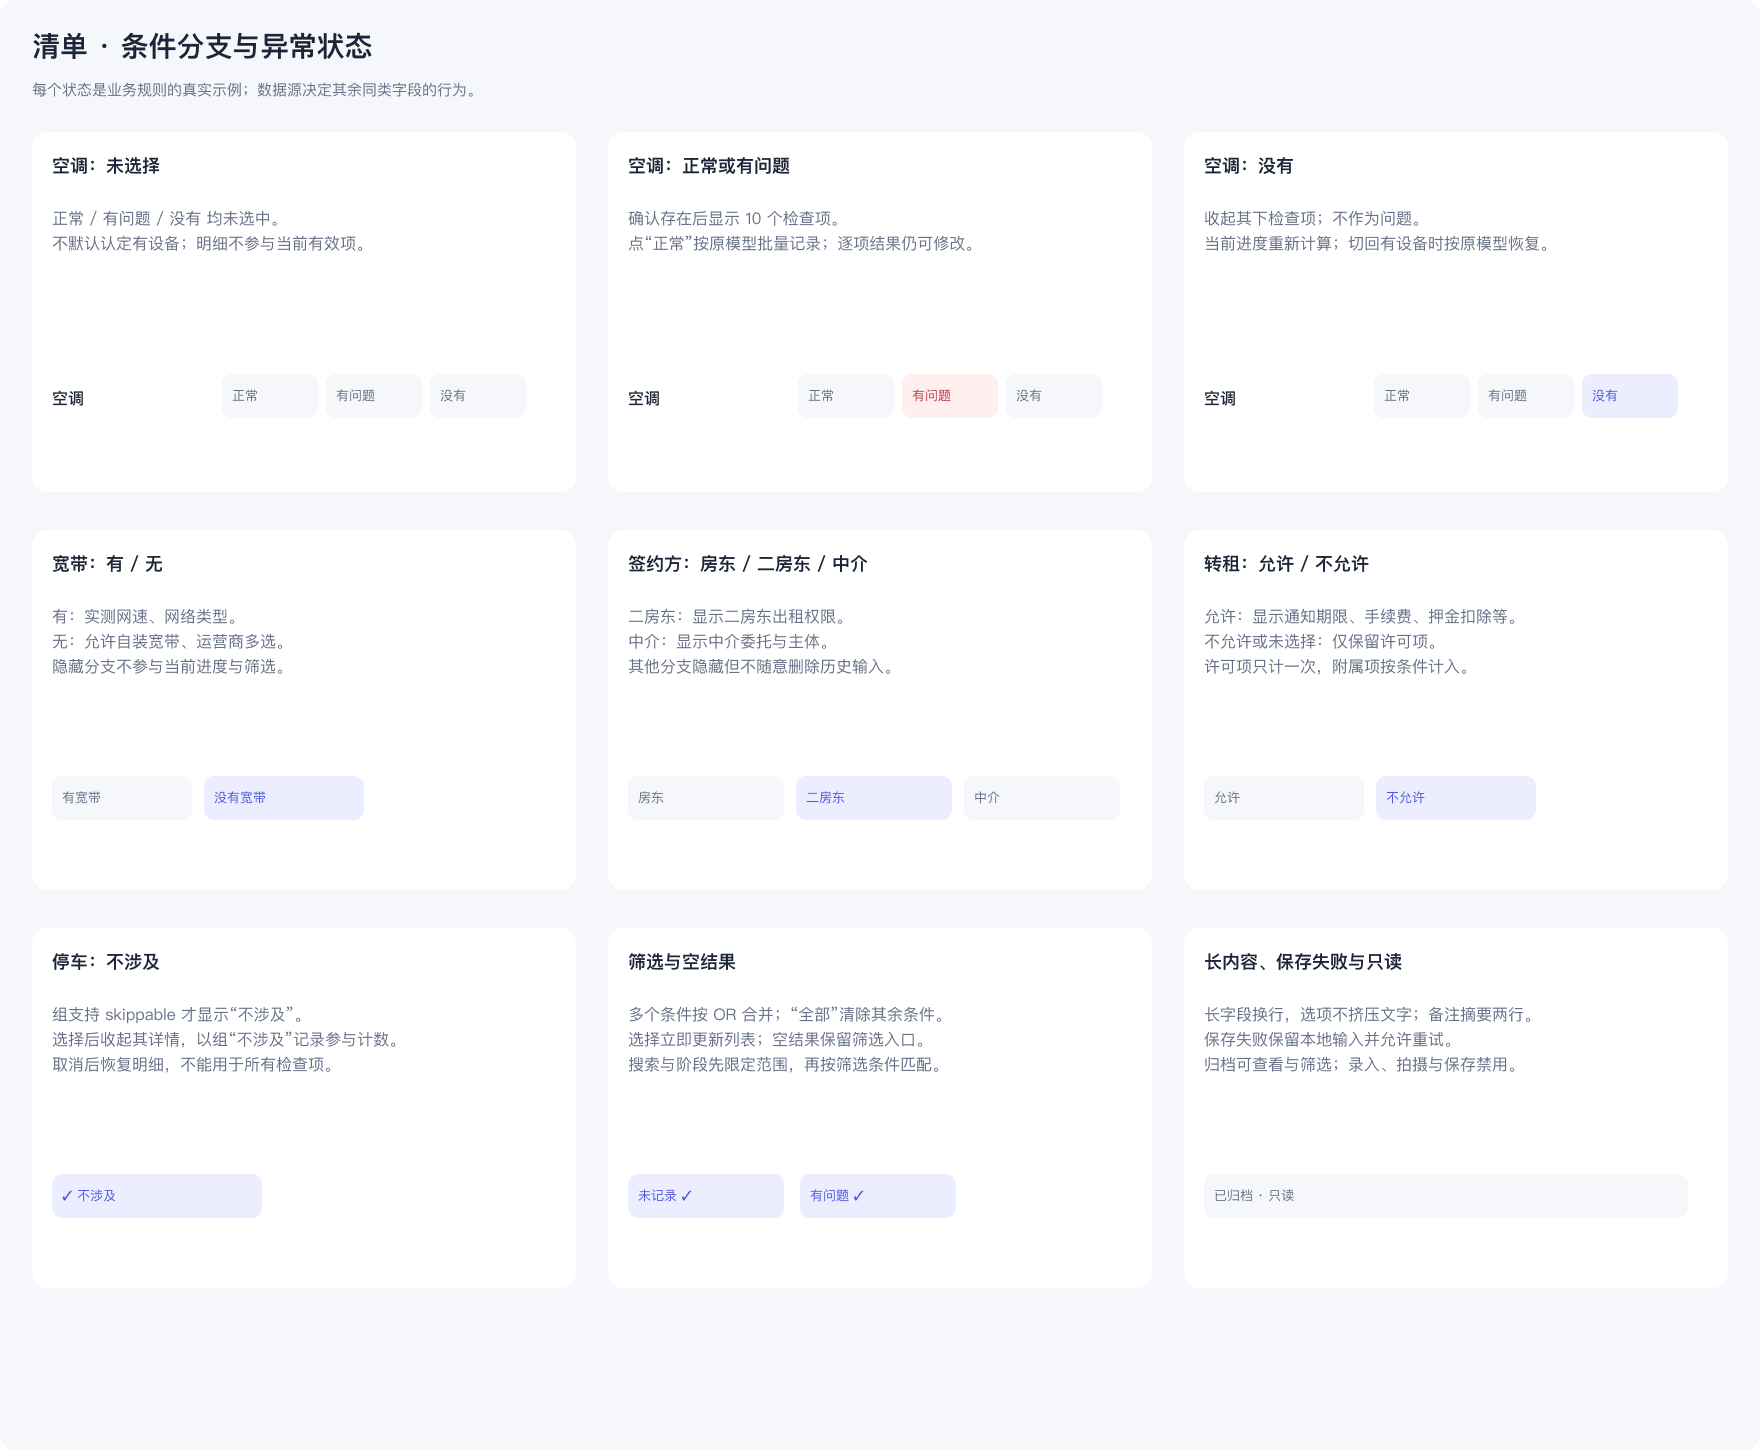 清单 · 条件分支与异常状态
每个状态是业务规则的真实示例；数据源决定其余同类字段的行为。
空调：未选择
正常 / 有问题 / 没有 均未选中。
不默认认定有设备；明细不参与当前有效项。
空调
正常
有问题
没有
空调：正常或有问题
确认存在后显示 10 个检查项。
点“正常”按原模型批量记录；逐项结果仍可修改。
空调
正常
有问题
没有
空调：没有
收起其下检查项；不作为问题。
当前进度重新计算；切回有设备时按原模型恢复。
空调
正常
有问题
没有
宽带：有 / 无
有：实测网速、网络类型。
无：允许自装宽带、运营商多选。
隐藏分支不参与当前进度与筛选。
有宽带
没有宽带
签约方：房东 / 二房东 / 中介
二房东：显示二房东出租权限。
中介：显示中介委托与主体。
其他分支隐藏但不随意删除历史输入。
房东
二房东
中介
转租：允许 / 不允许
允许：显示通知期限、手续费、押金扣除等。
不允许或未选择：仅保留许可项。
许可项只计一次，附属项按条件计入。
允许
不允许
停车：不涉及
组支持 skippable 才显示“不涉及”。
选择后收起其详情，以组“不涉及”记录参与计数。
取消后恢复明细，不能用于所有检查项。
✓ 不涉及
筛选与空结果
多个条件按 OR 合并；“全部”清除其余条件。
选择立即更新列表；空结果保留筛选入口。
搜索与阶段先限定范围，再按筛选条件匹配。
未记录 ✓
有问题 ✓
长内容、保存失败与只读
长字段换行，选项不挤压文字；备注摘要两行。
保存失败保留本地输入并允许重试。
归档可查看与筛选；录入、拍摄与保存禁用。
已归档 · 只读